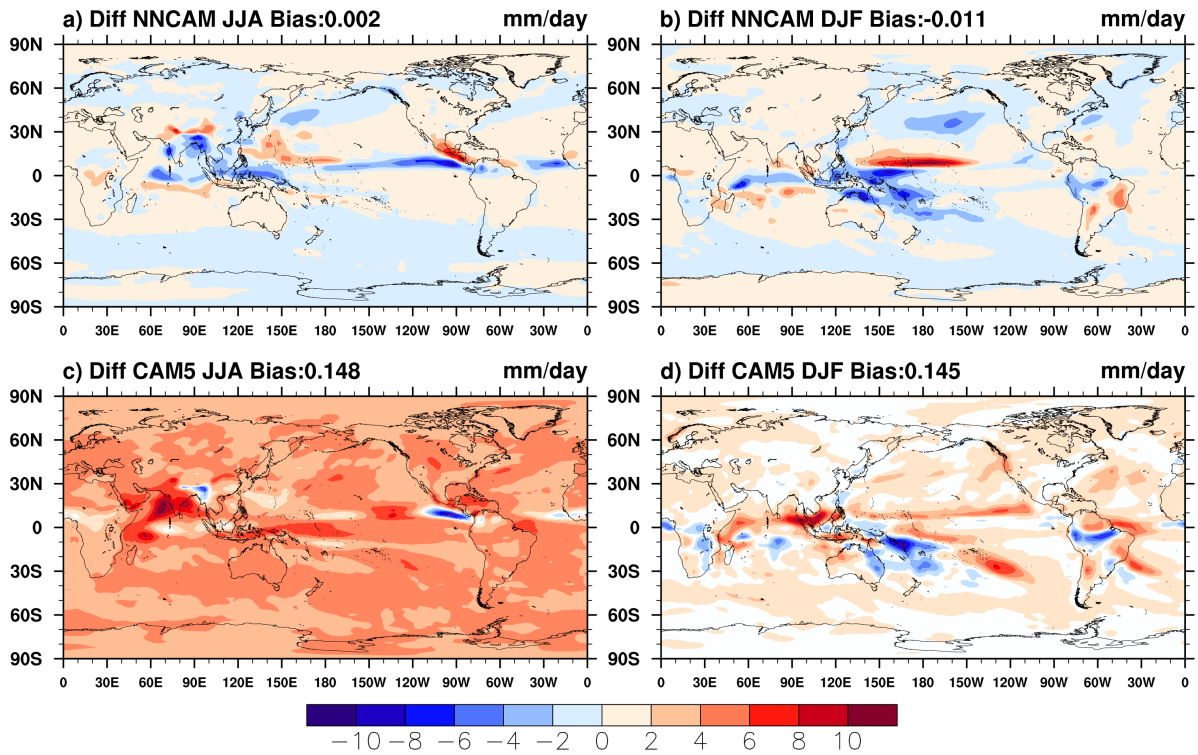 a) Diff NNCAM JJA Bias:0.002 mm/day
b) Diff NNCAM DJF Bias:-0.011 mm/day
90N
60N
30N
0
30S
60S
90S
0 30E 60E 90E 120E 150E 180 150W 120W 90W 60W 30W 0
90N
60N
30N
0
30S
60S
90S
0 30E 60E 90E 120E 150E 180 150W 120W 90W 60W 30W 0
c) Diff CAM5 JJA Bias:0.148 mm/day
d) Diff CAM5 DJF Bias:0.145 mm/day
90N
60N
30N
0
30S
60S
90S
0 30E 60E 90E 120E 150E 180 150W 120W 90W 60W 30W 0
90N
60N
30N
0
30S
60S
90S
0 30E 60E 90E 120E 150E 180 150W 120W 90W 60W 30W 0
−10 −8 −6 −4 −2 0 2 4 6 8 10